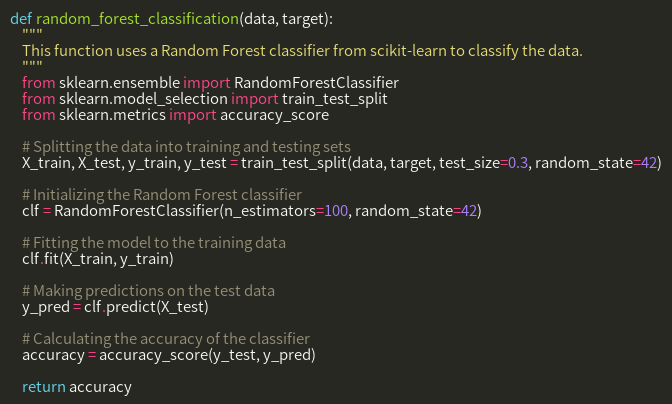 def random_forest_classification(data, target):
"""
This function uses a Random Forest classifier from scikit-learn to classify the data.
"""
from sklearn.ensemble import RandomForestClassifier
from sklearn.model_selection import train_test_split
from sklearn.metrics import accuracy_score
# Splitting the data into training and testing sets
X_train, X_test, y_train, y_test = train_test_split(data, target, test_size=0.3, random_state=42)
# Initializing the Random Forest classifier
clf = RandomForestClassifier(n_estimators=100, random_state=42)
# Fitting the model to the training data
clf.fit(X_train, y_train)
# Making predictions on the test data
y_pred = clf.predict(X_test)
# Calculating the accuracy of the classifier
accuracy = accuracy_score(y_test, y_pred)
return accuracy